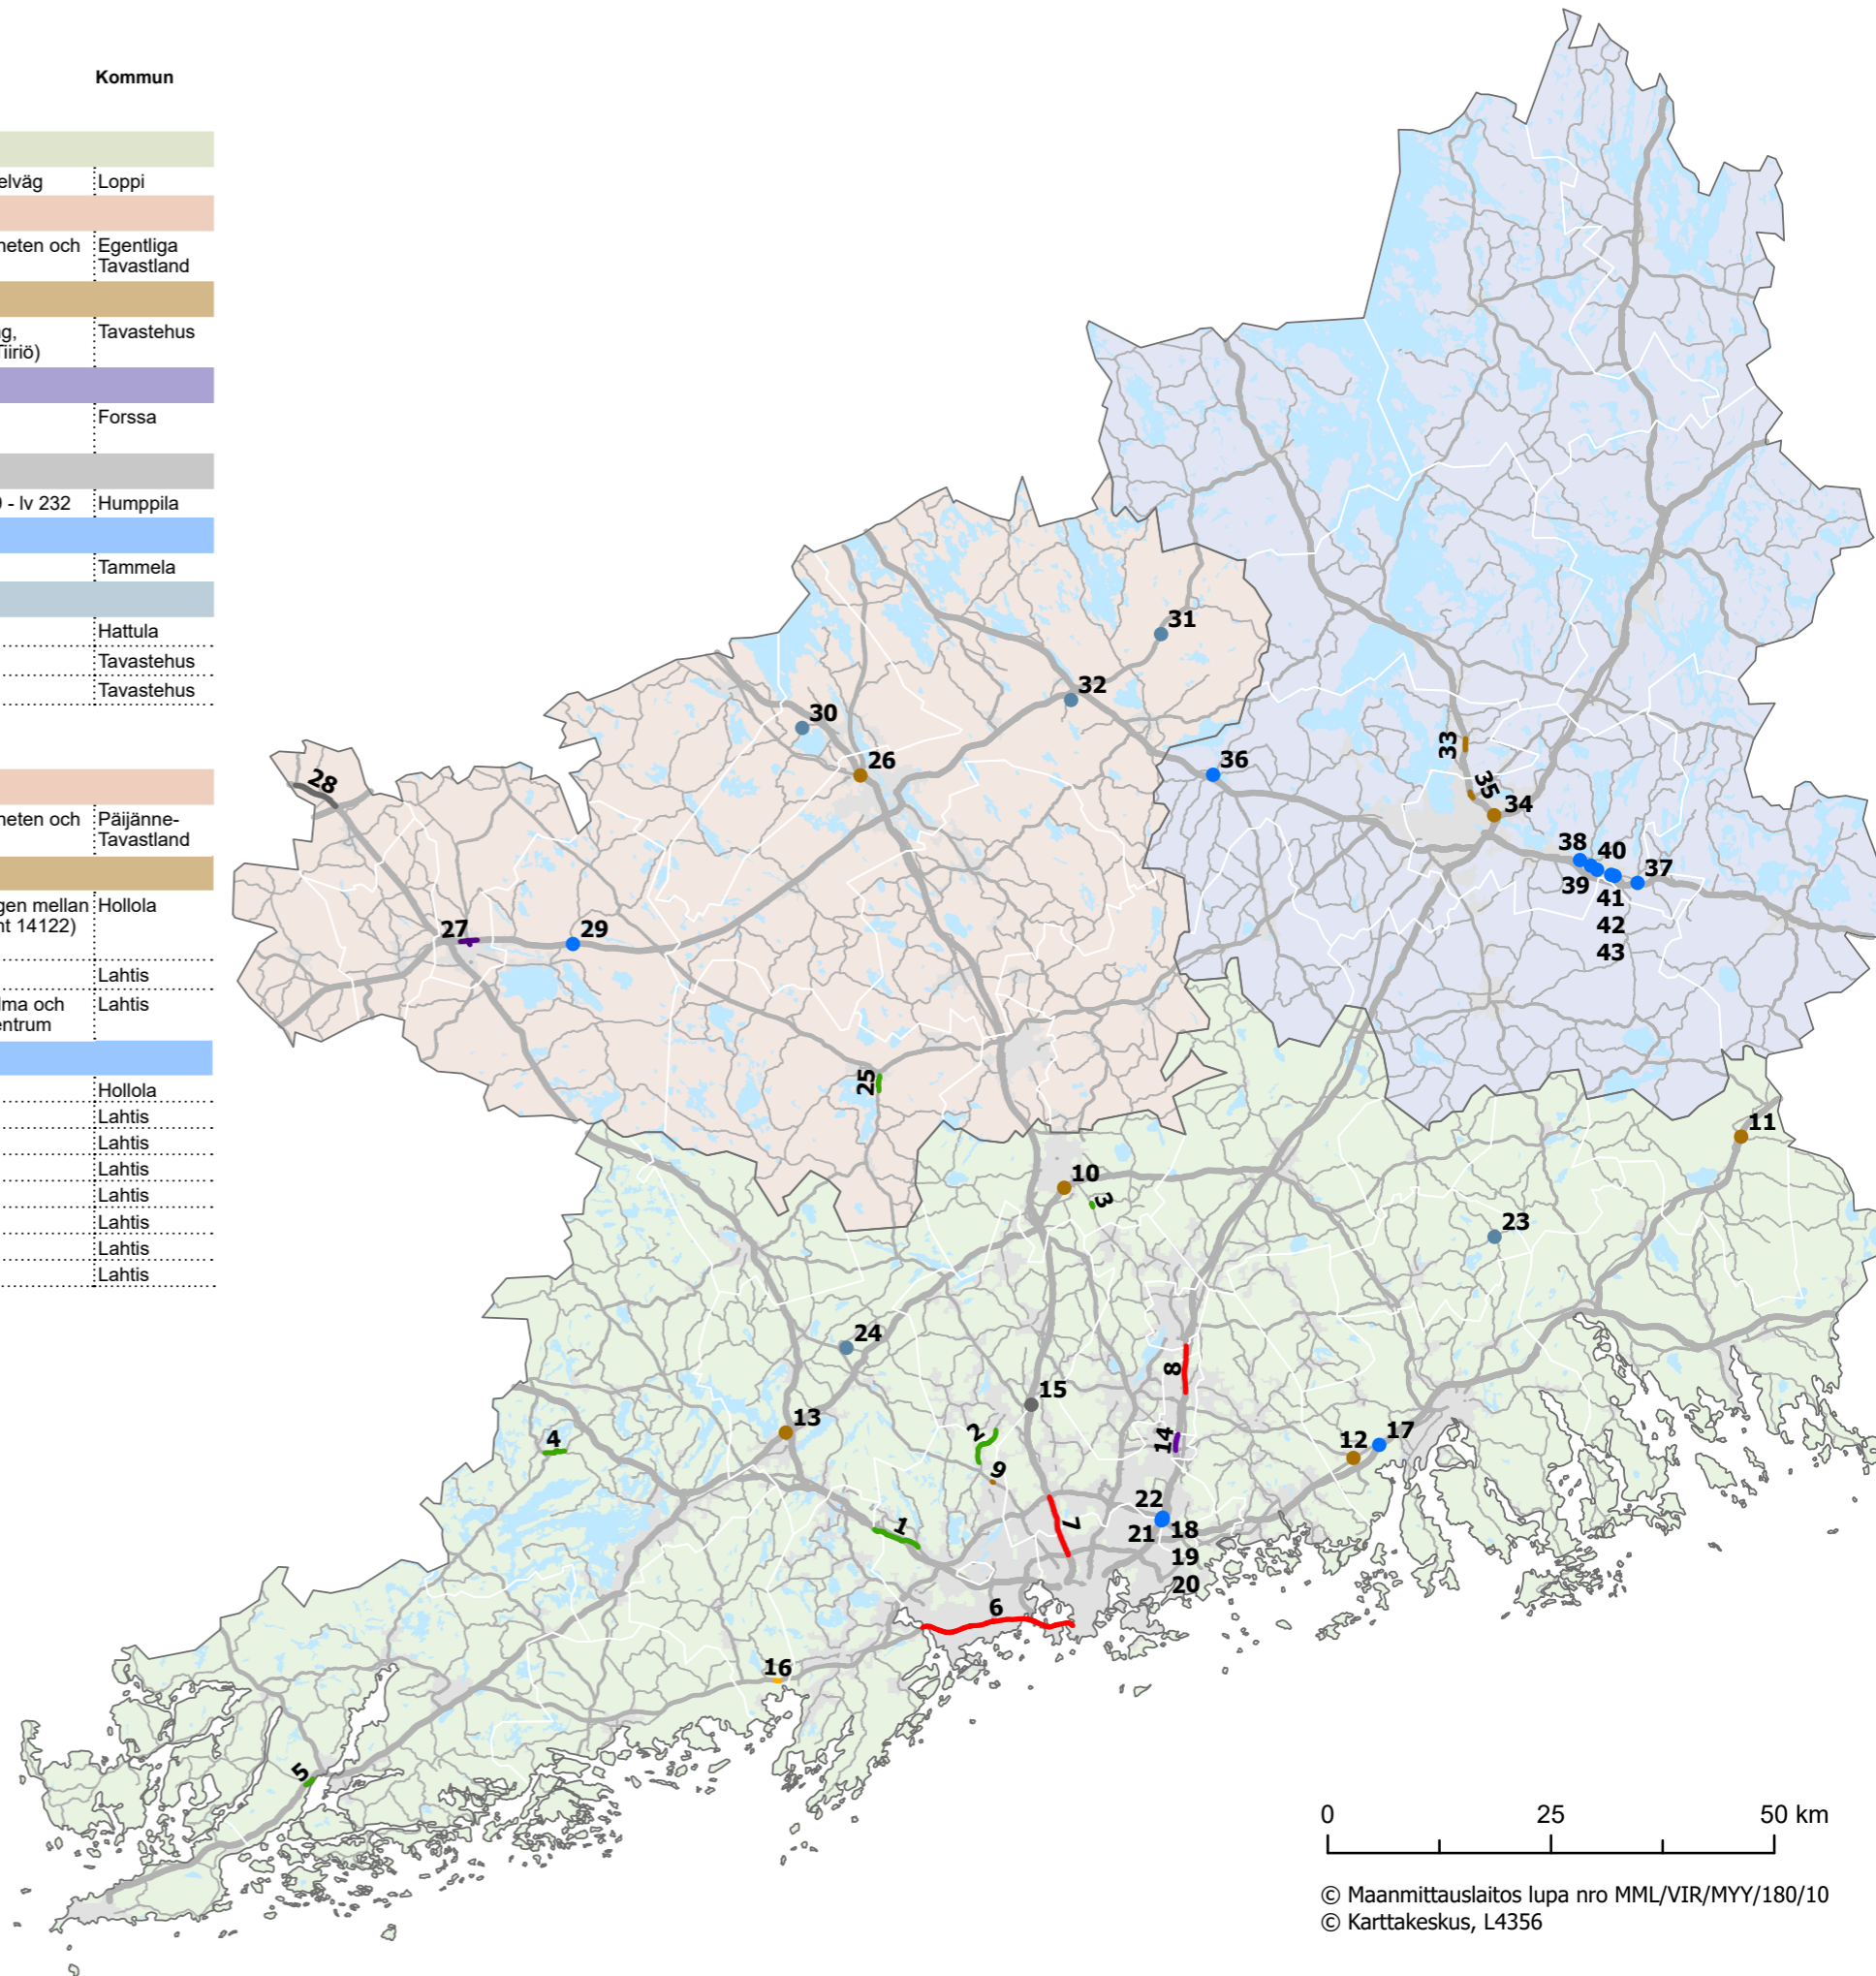 Kommun
elväg Loppi
neten och Egentliga
Tavastland
ng, Tavastehus
Tiiriö)
Forssa
9 - lv 232 Humppila
Tammela
Hattula
Tavastehus
Tavastehus
neten och Päijänne-
Tavastland
gen mellan Hollola
nt 14122)
Lahtis
lma och Lahtis
entrum
Hollola
Lahtis
Lahtis
Lahtis
Lahtis
Lahtis
Lahtis
Lahtis
31
32
30
26
28
33
36
35
34
38
40
39
37
41
42
43
27
29
25
11
10
3
23
24
8
15
13
2
14
4
12
17
9
22
1
7
21
18
19
20
6
16
5
0 25 50 km
© Maanmittauslaitos lupa nro MML/VIR/MYY/180/10
© Karttakeskus, L4356